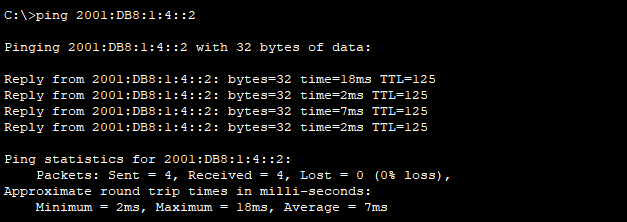 C:\>ping 2001:DB8:1:4::2
Pinging 2001:DB8:1:4::2 with 32 bytes of data:
Reply from 2001:DB8:1:4::2: bytes=32 time=18ms TTL=125
Reply from 2001:DB8:1:4::2: bytes=32 time=2ms TTL=125
Reply from 2001:DB8:1:4::2: bytes=32 time=7ms TTL=125
Reply from 2001:DB8:1:4::2: bytes=32 time=2ms TTL=125
Ping statistics for 2001:DB8:1:4::2:
Packets: Sent = 4, Received = 4, Lost = 0 (0% loss),
Approximate round trip times in milli-seconds:
Minimum = 2ms, Maximum = 18ms, Average = 7ms